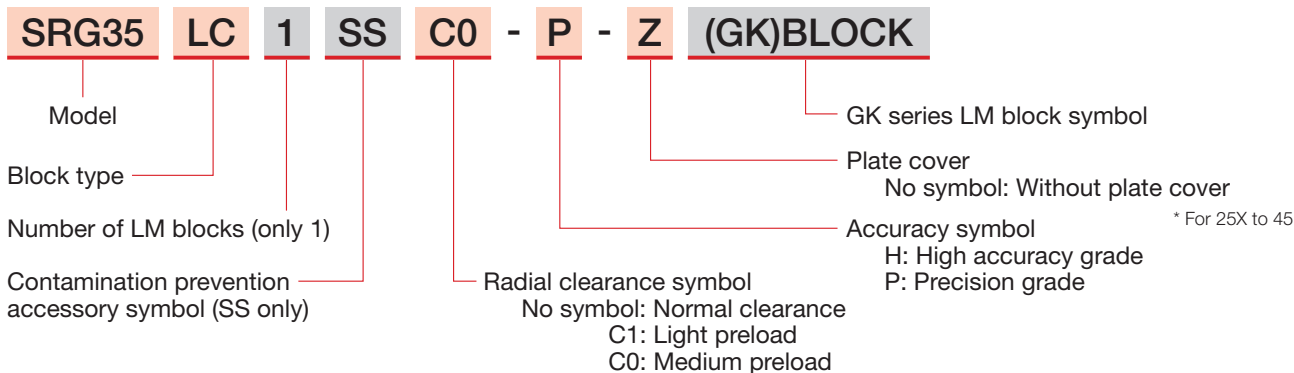 SRG35 LC 1 SS C0 - P - Z (GK)BLOCK
Model
GK series LM block symbol
Block type
Plate cover
No symbol: Without plate cover
* For 25X to 45
Number of LM blocks (only 1)
Accuracy symbol
H: High accuracy grade
P: Precision grade
Contamination prevention
accessory symbol (SS only)
Radial clearance symbol
No symbol: Normal clearance
C1: Light preload
C0: Medium preload